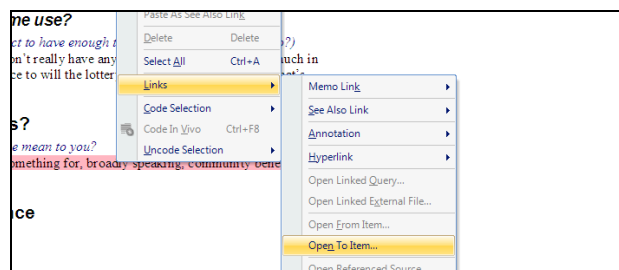 me use?
ct to have enough t
o?)
on't really have any
uch in
ce to will the lotter
at's
s?
e mean to you?
omething for, broadly speaking, community bene
ce
Paste As See Also Link
Delete Delete
Select All Ctrl+A
Links
Code Selection
Code In Vivo Ctrl+F8
Uncode Selection
Memo Link
See Also Link
Annotation
Hyperlink
Open Linked Query...
Open Linked External File...
Open From Item...
Open To Item...
Open Referenced Source